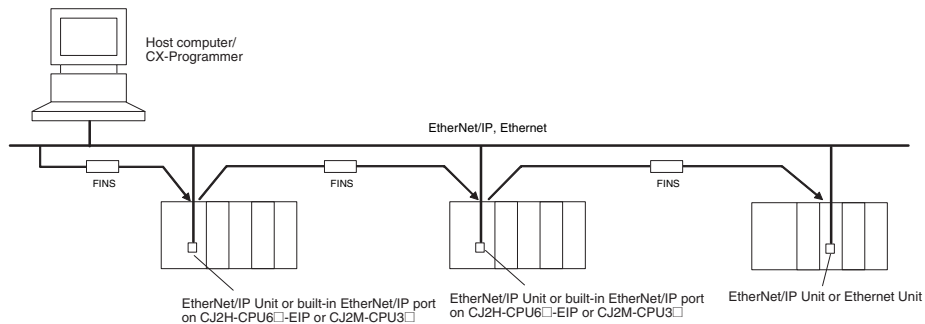 Host computer/
CX-Programmer
EtherNet/IP, Ethernet
FINS
FINS
FINS
EtherNet/IP Unit or built-in EtherNet/IP port
on CJ2H-CPU6□-EIP or CJ2M-CPU3□
EtherNet/IP Unit or built-in EtherNet/IP port
on CJ2H-CPU6□-EIP or CJ2M-CPU3□
EtherNet/IP Unit or Ethernet Unit